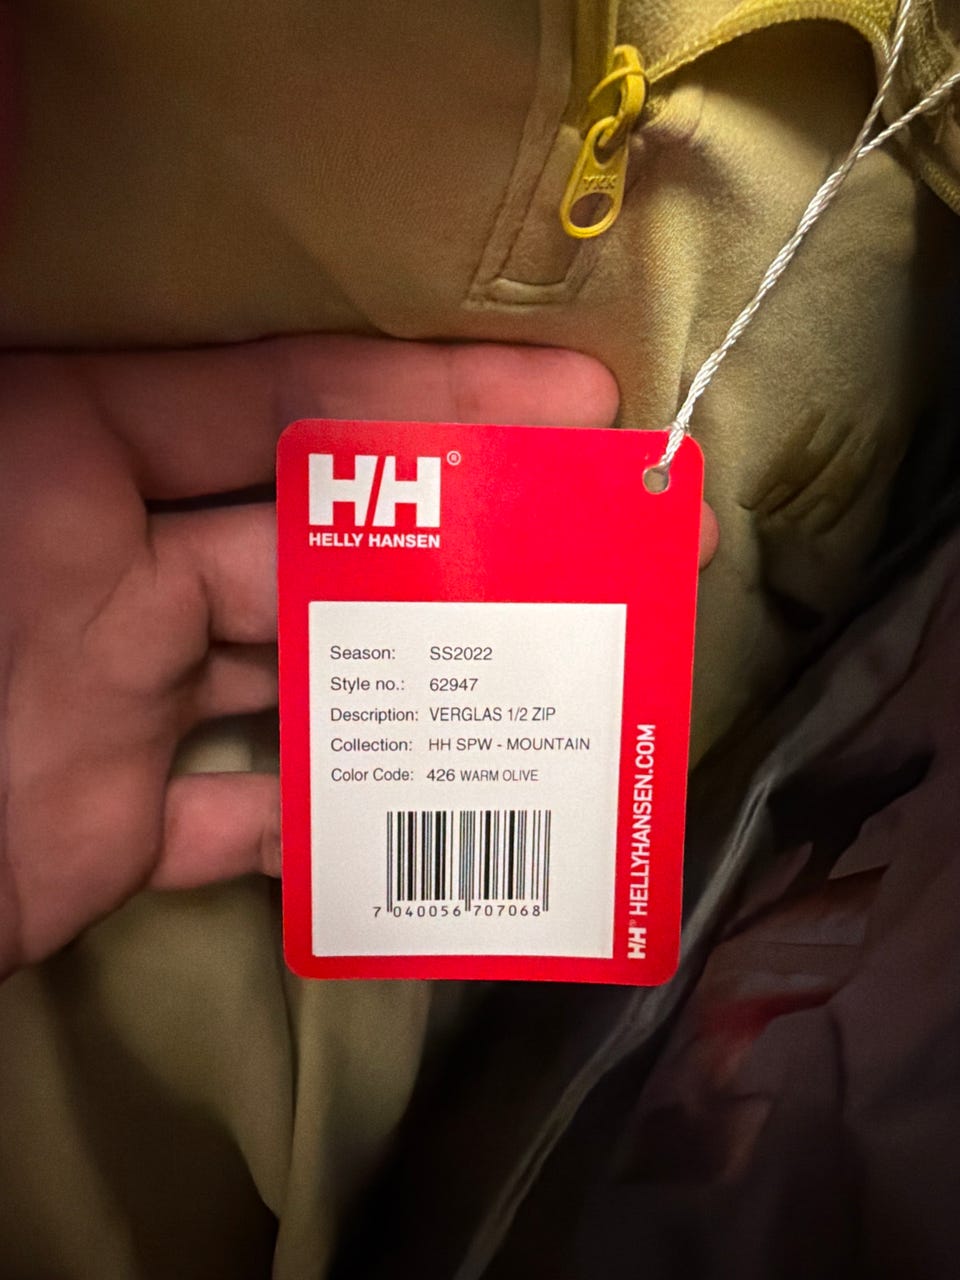 YKK
HH®
HELLY HANSEN
Season: SS2022
Style no.: 62947
Description: VERGLAS 1/2 ZIP
Collection: HH SPW - MOUNTAIN
Color Code: 426 WARM OLIVE
7 040056 707068
HH® HELLYHANSEN.COM